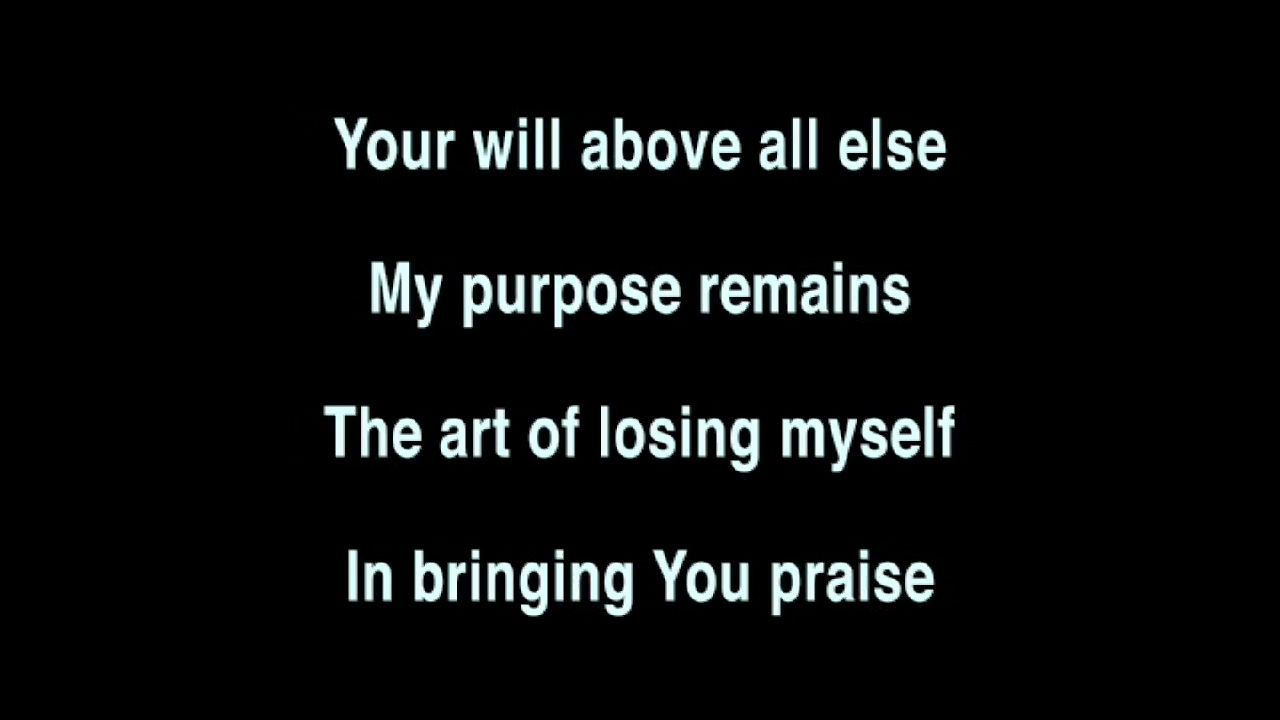 Your will above all else
My purpose remains
The art of losing myself
In bringing You praise